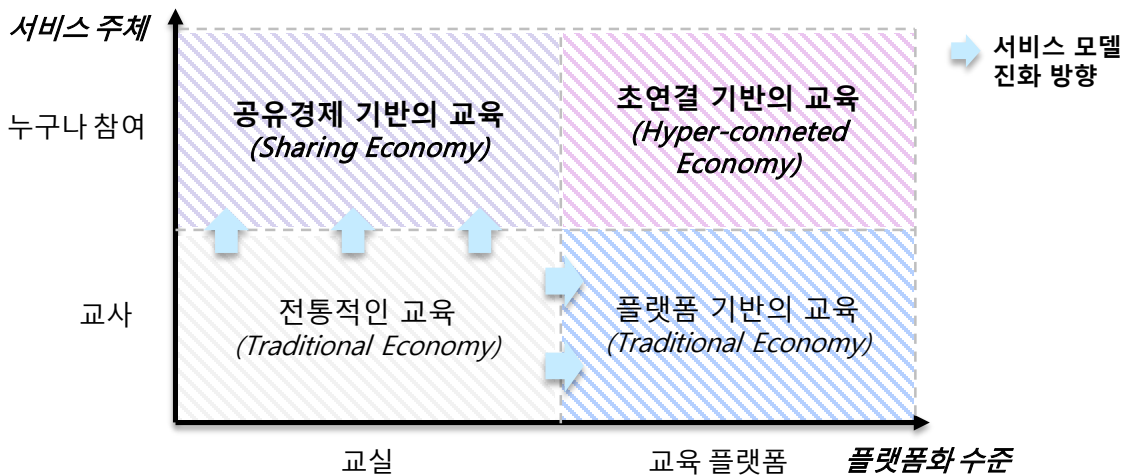 서비스 주체
서비스 모델
진화 방향
누구나 참여
공유경제 기반의 교육
(Sharing Economy)
초연결 기반의 교육
(Hyper-conneted
Economy)
교사
전통적인 교육
(Traditional Economy)
플랫폼 기반의 교육
(Traditional Economy)
교실
교육 플랫폼
플랫폼화 수준